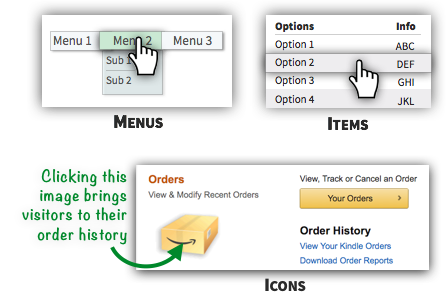 Menu 1 Menu 2 Menu 3
Sub 1
Sub 2
MENUS
Options Info
Option 1 ABC
Option 2 DEF
Option 3 GHI
Option 4 JKL
ITEMS
Clicking this
image brings
visitors to their
order history
Orders
View & Modify Recent Orders
View, Track or Cancel an Order
Your Orders
Order History
View Your Kindle Orders
Download Order Reports
ICONS